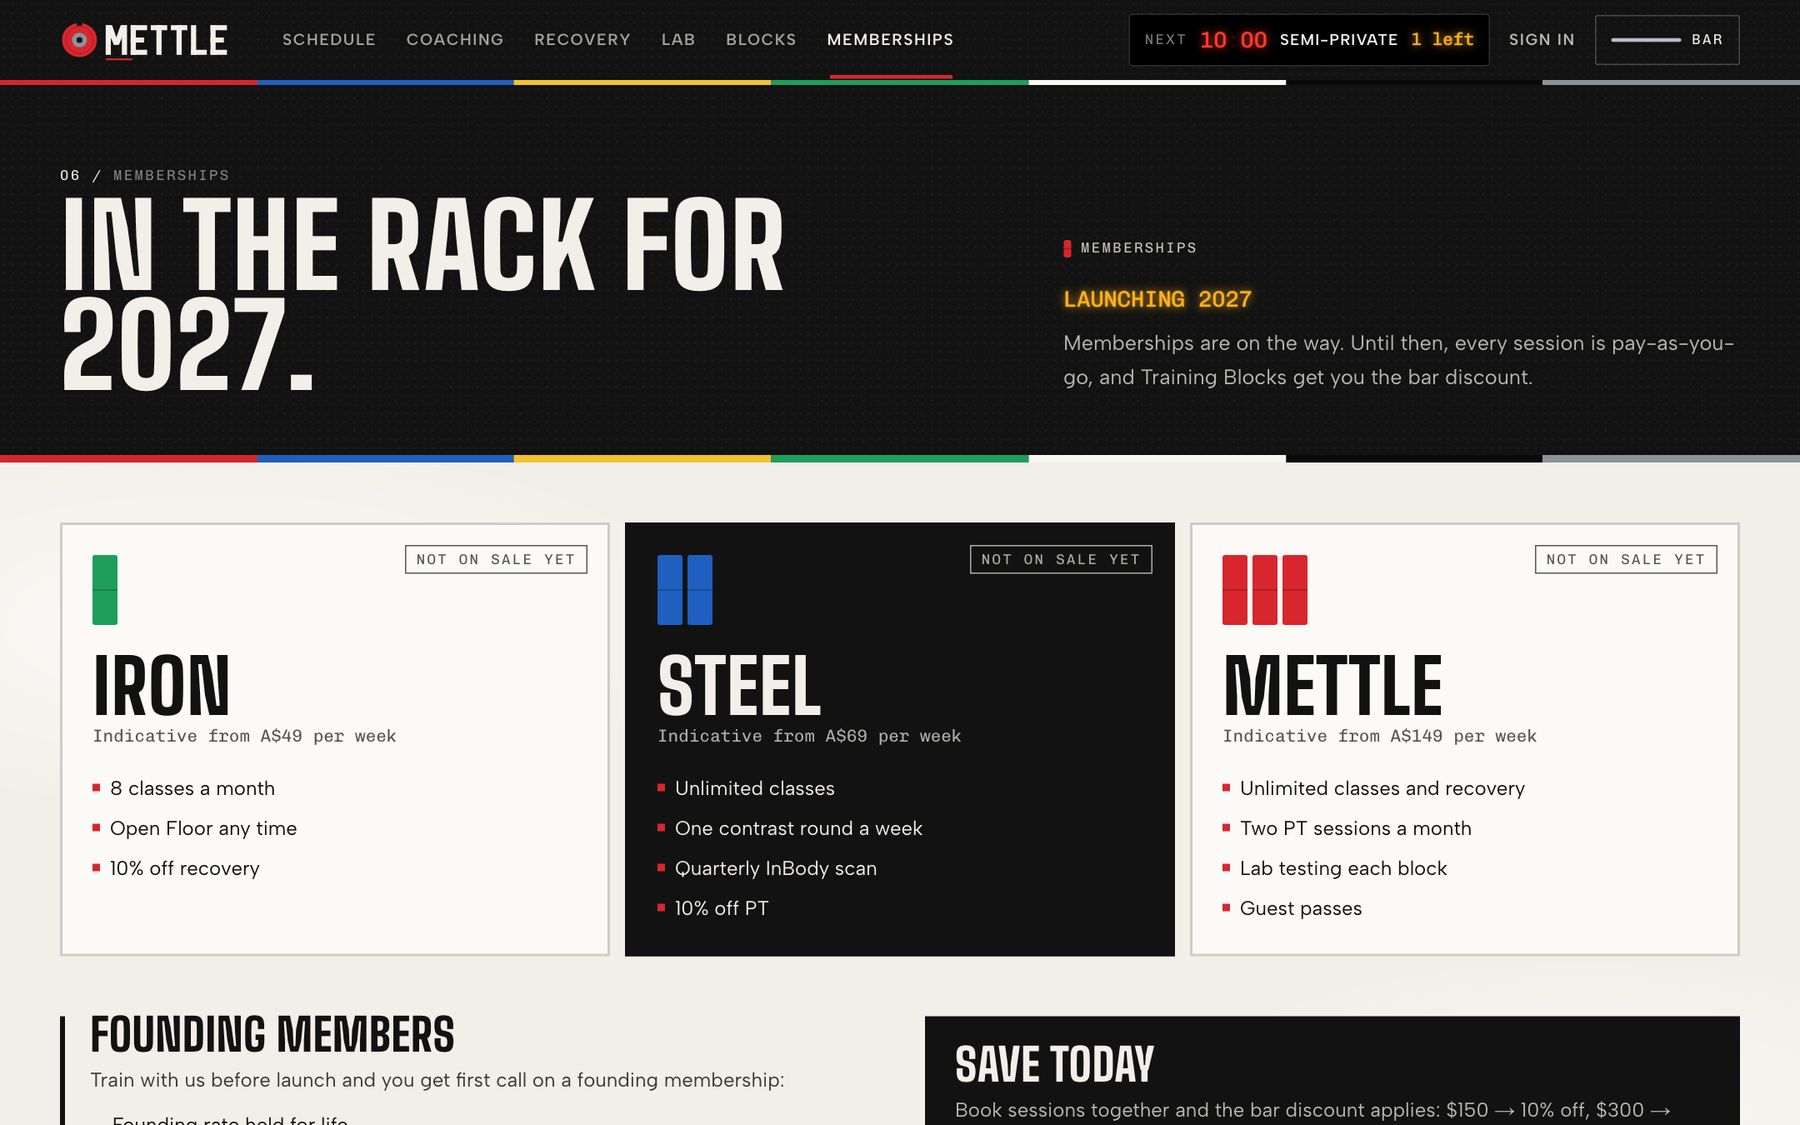 METTLE
SCHEDULE COACHING RECOVERY LAB BLOCKS MEMBERSHIPS
NEXT 10 00 SEMI-PRIVATE 1 left
SIGN IN
BAR
06 / MEMBERSHIPS
IN THE RACK FOR
2027.
MEMBERSHIPS
LAUNCHING 2027
Memberships are on the way. Until then, every session is pay-as-you-
go, and Training Blocks get you the bar discount.
NOT ON SALE YET
IRON
Indicative from A$49 per week
8 classes a month
Open Floor any time
10% off recovery
NOT ON SALE YET
STEEL
Indicative from A$69 per week
Unlimited classes
One contrast round a week
Quarterly InBody scan
10% off PT
NOT ON SALE YET
METTLE
Indicative from A$149 per week
Unlimited classes and recovery
Two PT sessions a month
Lab testing each block
Guest passes
FOUNDING MEMBERS
Train with us before launch and you get first call on a founding membership:
Founding rate held for life
SAVE TODAY
Book sessions together and the bar discount applies: $150 → 10% off, $300 →